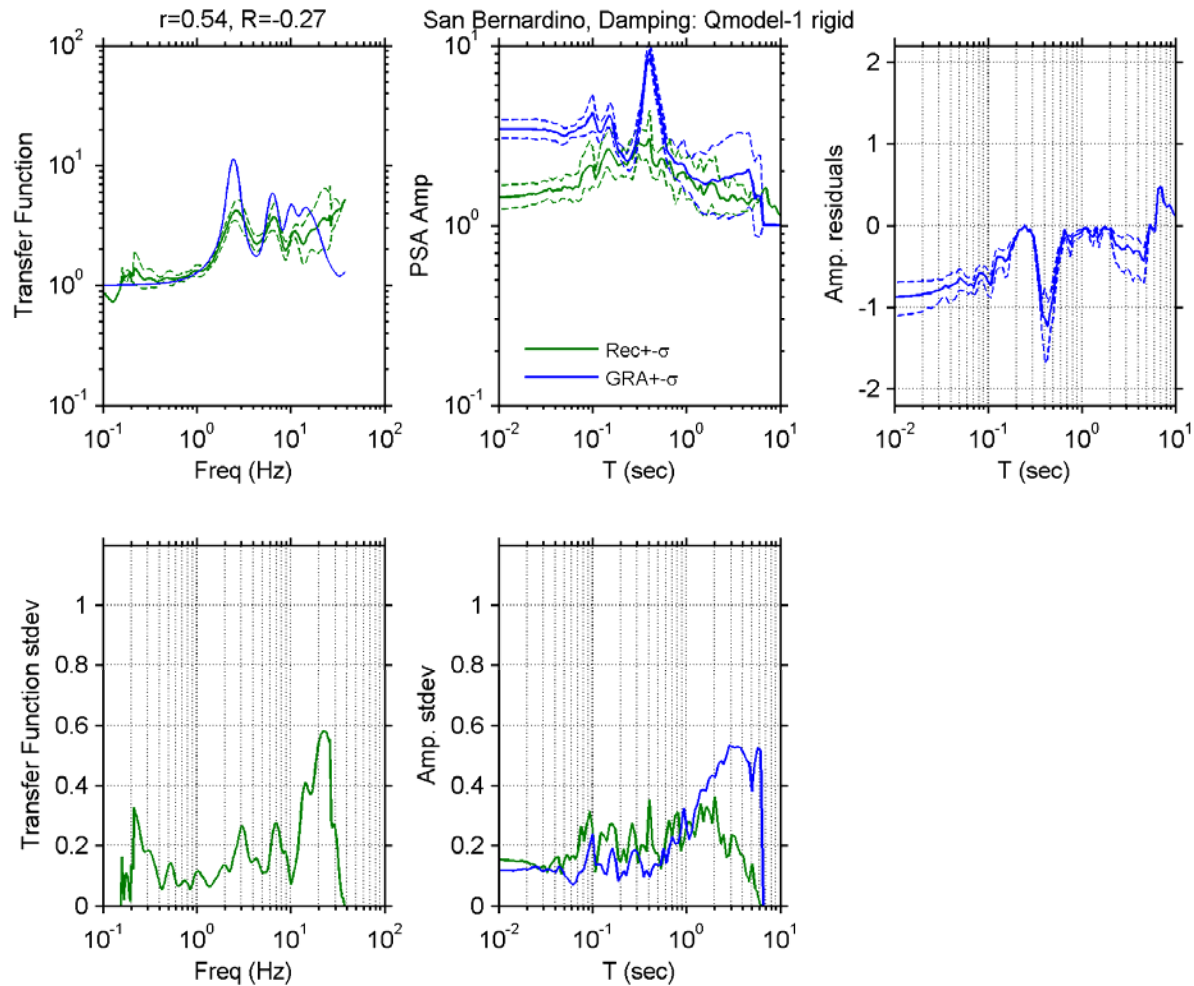 r=0.54, R=-0.27
San Bernardino, Damping: Qmodel-1 rigid
Transfer Function
10^2
10^1
10^0
10^-1
10^-1 10^0 10^1 10^2
Freq (Hz)
PSA Amp
10^1
10^0
10^-1
Rec+-σ
GRA+-σ
10^-2 10^-1 10^0 10^1
T (sec)
Amp. residuals
2
1
0
-1
-2
10^-2 10^-1 10^0 10^1
T (sec)
Transfer Function stdev
1
0.8
0.6
0.4
0.2
0
10^-1 10^0 10^1 10^2
Freq (Hz)
Amp. stdev
1
0.8
0.6
0.4
0.2
0
10^-2 10^-1 10^0 10^1
T (sec)